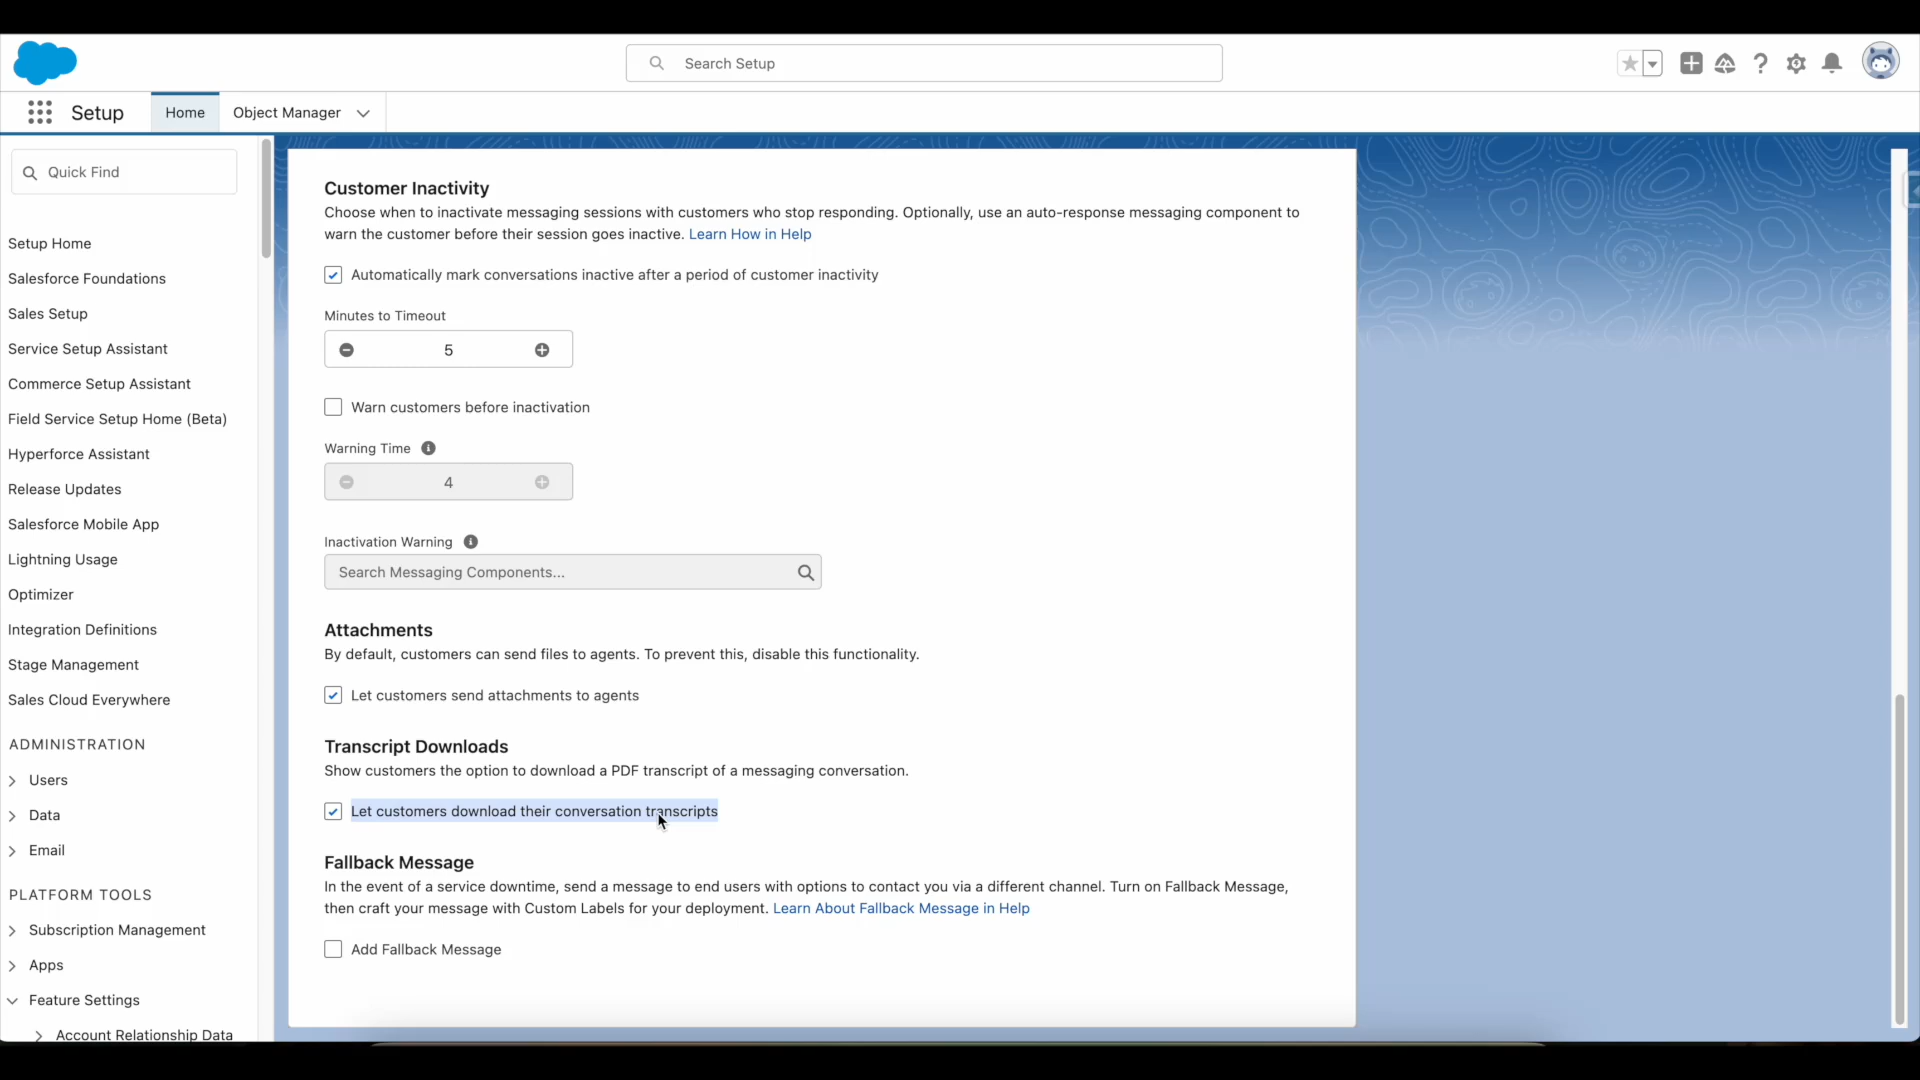 Search Setup
Setup
Home
Object Manager
Quick Find
Setup Home
Salesforce Foundations
Sales Setup
Service Setup Assistant
Commerce Setup Assistant
Field Service Setup Home (Beta)
Hyperforce Assistant
Release Updates
Salesforce Mobile App
Lightning Usage
Optimizer
Integration Definitions
Stage Management
Sales Cloud Everywhere
ADMINISTRATION
Users
Data
Email
PLATFORM TOOLS
Subscription Management
Apps
Feature Settings
Account Relationship Data
Customer Inactivity
Choose when to inactivate messaging sessions with customers who stop responding. Optionally, use an auto-response messaging component to
warn the customer before their session goes inactive. Learn How in Help
Automatically mark conversations inactive after a period of customer inactivity
Minutes to Timeout
5
Warn customers before inactivation
Warning Time
4
Inactivation Warning
Search Messaging Components...
Attachments
By default, customers can send files to agents. To prevent this, disable this functionality.
Let customers send attachments to agents
Transcript Downloads
Show customers the option to download a PDF transcript of a messaging conversation.
Let customers download their conversation transcripts
Fallback Message
In the event of a service downtime, send a message to end users with options to contact you via a different channel. Turn on Fallback Message,
then craft your message with Custom Labels for your deployment. Learn About Fallback Message in Help
Add Fallback Message